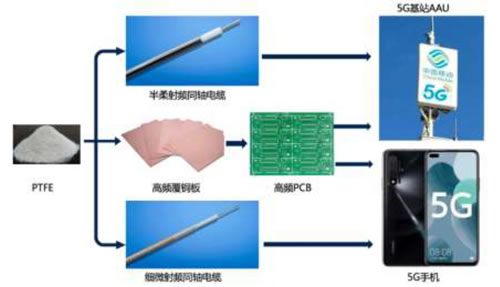 5G基站AAU
中国移动
China Mobile
5G
半柔射频同轴电缆
PTFE
高频覆铜板
高频PCB
08:08
5G
细微射频同轴电缆
5G手机